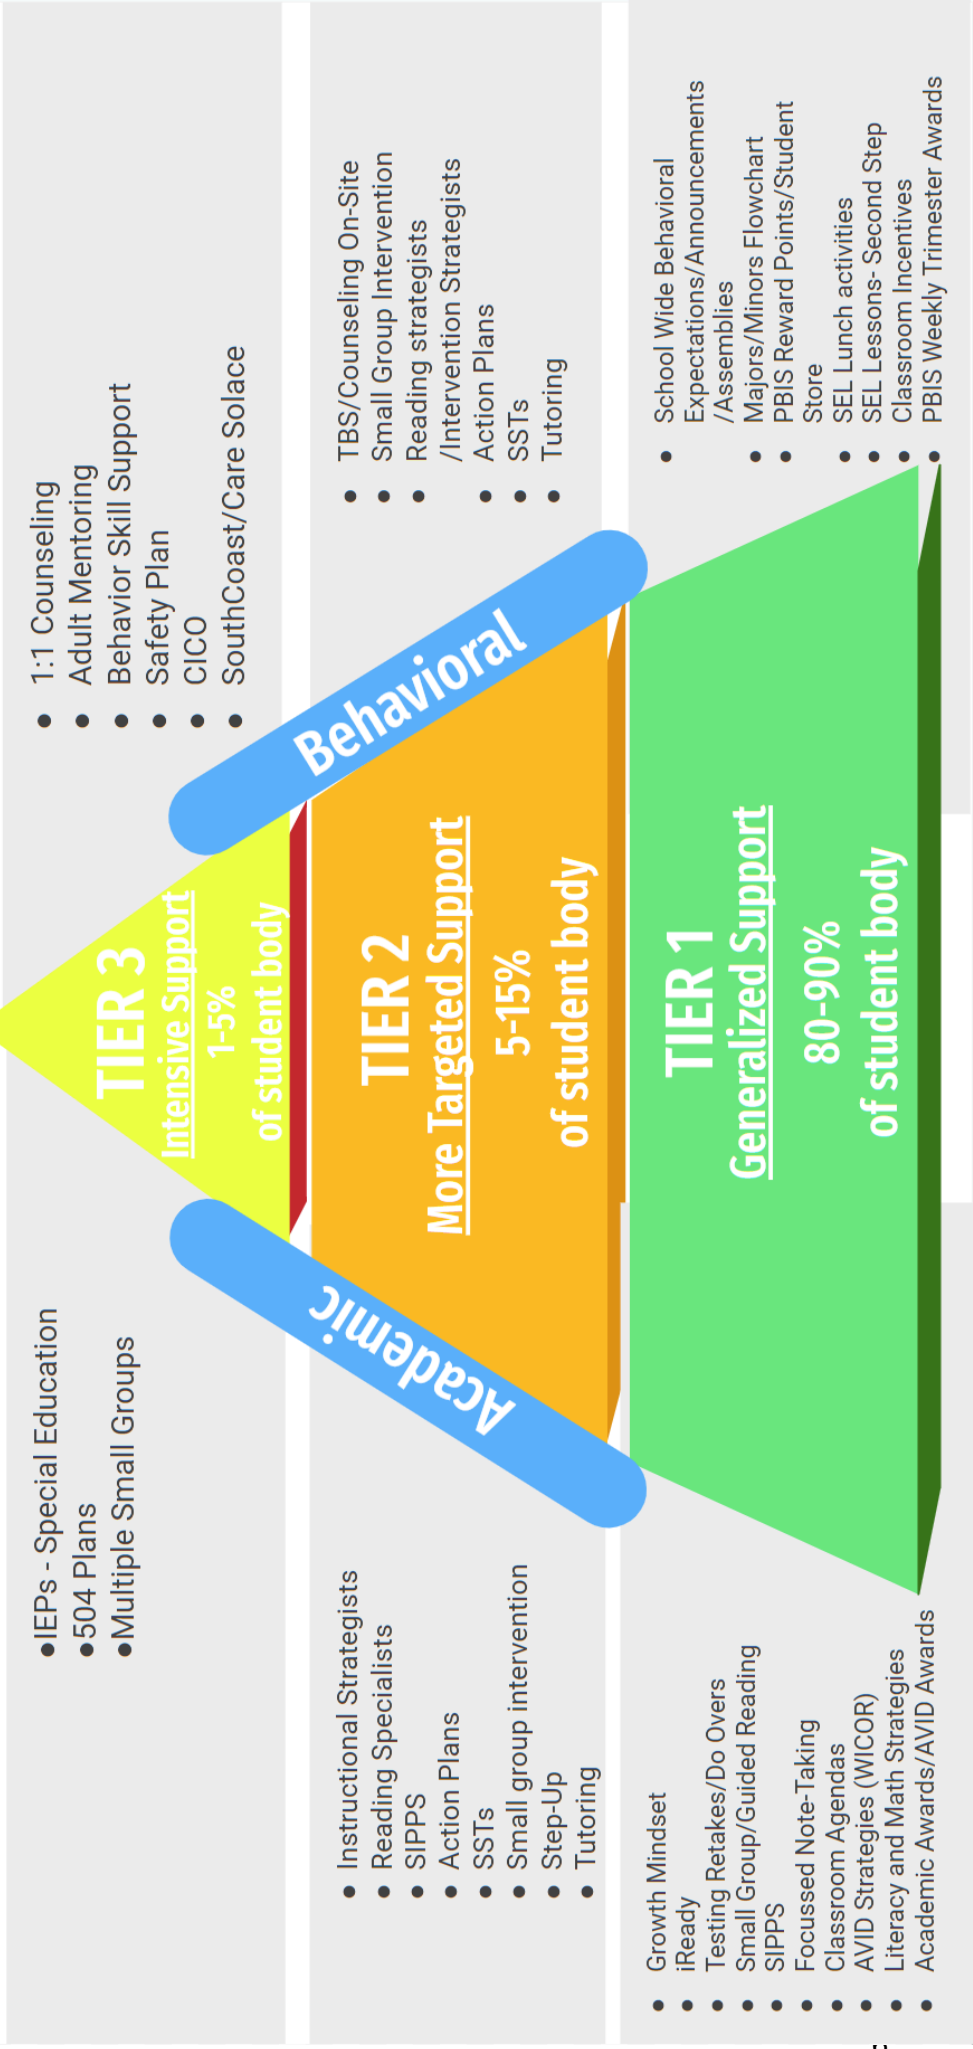 ●IEPs - Special Education
●504 Plans
●Multiple Small Groups
TIER 3
Intensive Support
1-5%
of student body
● 1:1 Counseling
● Adult Mentoring
● Behavior Skill Support
● Safety Plan
● CICO
● SouthCoast/Care Solace
Academic
Behavioral
● Instructional Strategists
● Reading Specialists
● SIPPS
● Action Plans
● SSTs
● Small group intervention
● Step-Up
● Tutoring
TIER 2
More Targeted Support
5-15%
of student body
● TBS/Counseling On-Site
● Small Group Intervention
● Reading strategists
/Intervention Strategists
● Action Plans
● SSTs
● Tutoring
● Growth Mindset
● iReady
● Testing Retakes/Do Overs
● Small Group/Guided Reading
● SIPPS
● Focussed Note-Taking
● Classroom Agendas
● AVID Strategies (WICOR)
● Literacy and Math Strategies
● Academic Awards/AVID Awards
TIER 1
Generalized Support
80-90%
of student body
● School Wide Behavioral
Expectations/Announcements
/Assemblies
● Majors/Minors Flowchart
● PBIS Reward Points/Student
Store
● SEL Lunch activities
● SEL Lessons- Second Step
● Classroom Incentives
● PBIS Weekly Trimester Awards